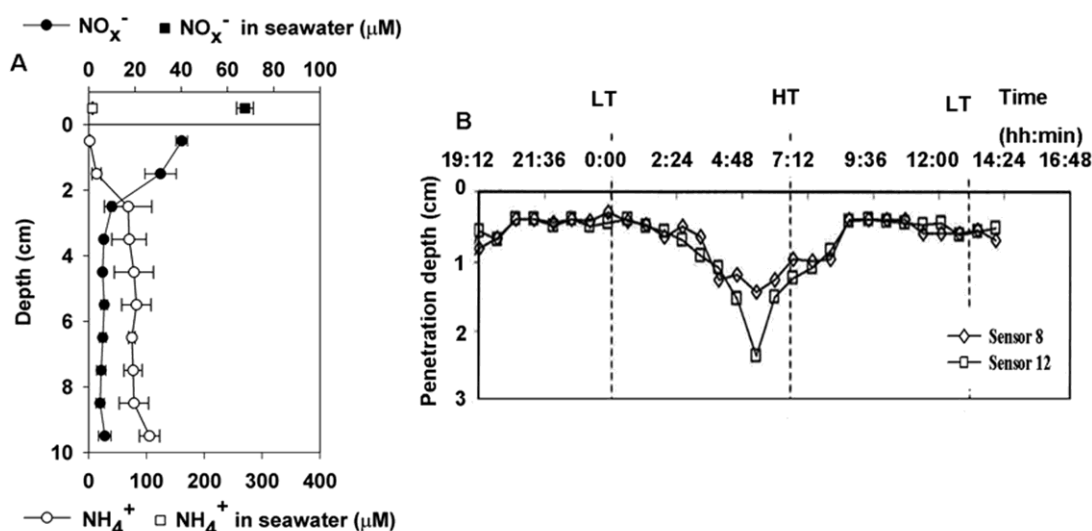 NOx- NOx- in seawater (μM)
A
0 20 40 60 80 100
0
2
4
6
8
10
Depth (cm)
0 100 200 300 400
NH4+ NH4+ in seawater (μM)
LT HT LT Time
B (hh:min)
19:12 21:36 0:00 2:24 4:48 7:12 9:36 12:00 14:24 16:48
0
1
2
3
Penetration depth (cm)
Sensor 8
Sensor 12